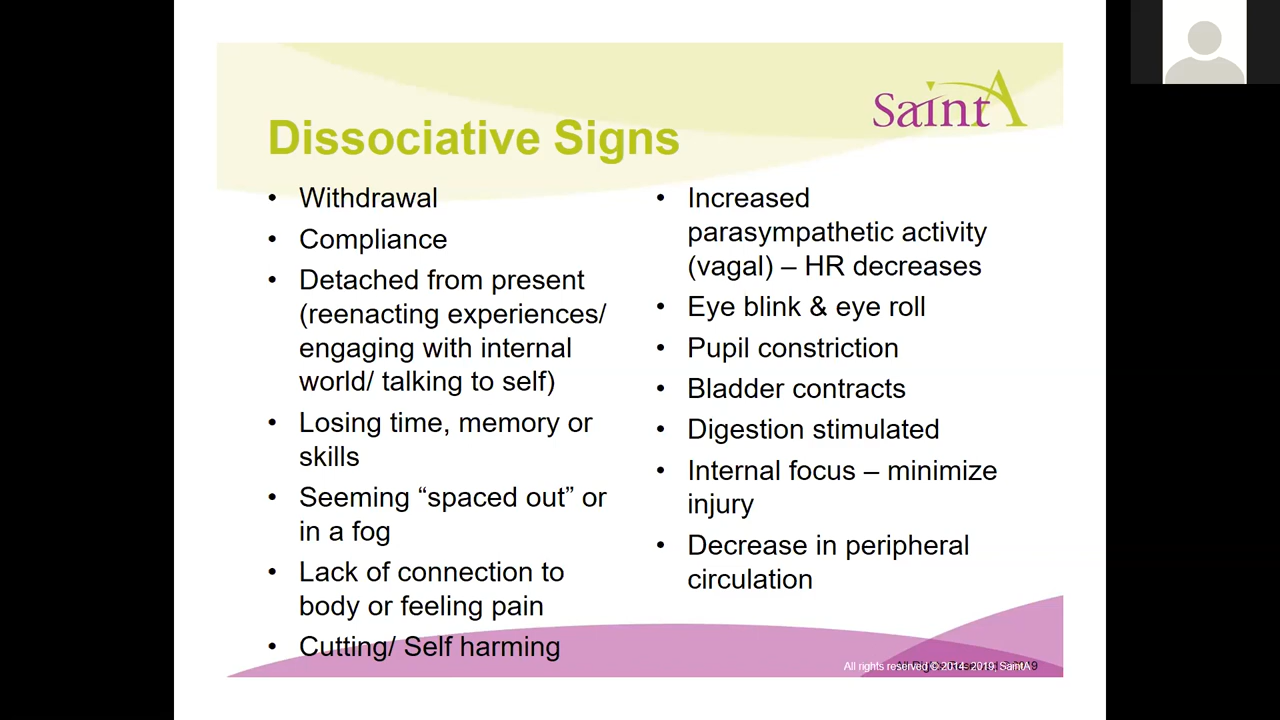 SaintA
Dissociative Signs
• Withdrawal
• Compliance
• Detached from present
(reenacting experiences/
engaging with internal
world/ talking to self)
• Losing time, memory or
skills
• Seeming “spaced out” or
in a fog
• Lack of connection to
body or feeling pain
• Cutting/ Self harming
• Increased
parasympathetic activity
(vagal) – HR decreases
• Eye blink & eye roll
• Pupil constriction
• Bladder contracts
• Digestion stimulated
• Internal focus – minimize
injury
• Decrease in peripheral
circulation
All rights reserved © 2014- 2019, SaintA